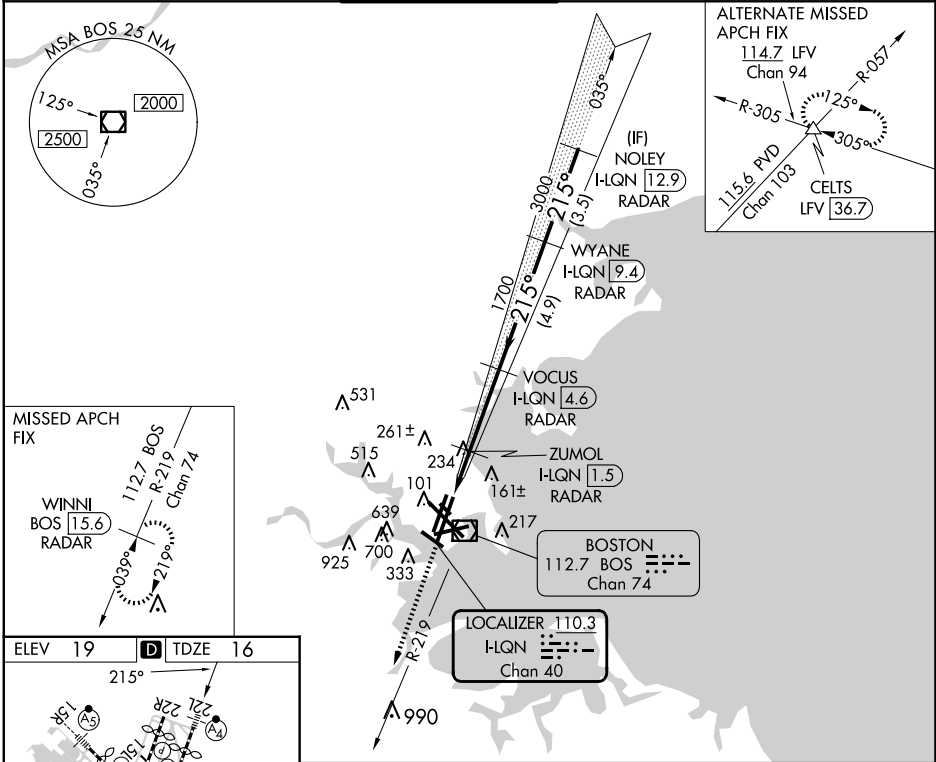 MSA BOS 25 NM
125°
2000
2500
035°
ALTERNATE MISSED
APCH FIX
114.7 LFV
Chan 94
R-057
R-305
125°
305°
115.6 PVD
Chan 103
CELTS
LFV 36.7
035°
(IF)
NOLEY
I-LQN 12.9
RADAR
3000
215°
(3.5)
WYANE
I-LQN 9.4
RADAR
1700
215°
(4.9)
VOCUS
I-LQN 4.6
RADAR
531
261±
515
234
ZUMOL
I-LQN 1.5
RADAR
101
161±
639
217
700
925
333
BOSTON
112.7 BOS
Chan 74
LOCALIZER 110.3
I-LQN
Chan 40
R-219
990
MISSED APCH
FIX
112.7 BOS
R-219
Chan 74
WINNI
BOS 15.6
RADAR
039°
219°
ELEV 19
D
TDZE 16
215°
15R
A5
22R
22L
A4
15L
P